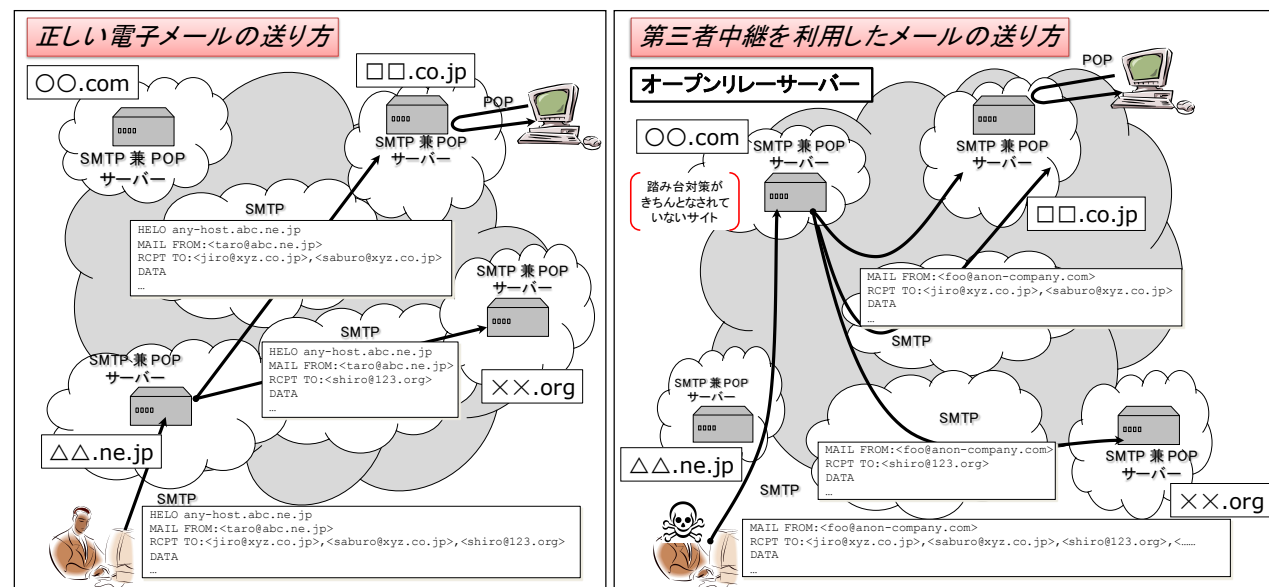 正しい電子メールの送り方
〇〇.com
□□.co.jp
POP
SMTP 兼 POP
サーバー
SMTP 兼 POP
サーバー
SMTP
HELO any-host.abc.ne.jp
MAIL FROM:<taro@abc.ne.jp>
RCPT TO:<jiro@xyz.co.jp>,<saburo@xyz.co.jp>
DATA
…
SMTP 兼 POP
サーバー
SMTP
HELO any-host.abc.ne.jp
MAIL FROM:<taro@abc.ne.jp>
RCPT TO:<shiro@123.org>
DATA
…
××.org
SMTP 兼 POP
サーバー
△△.ne.jp
SMTP
HELO any-host.abc.ne.jp
MAIL FROM:<taro@abc.ne.jp>
RCPT TO:<jiro@xyz.co.jp>,<saburo@xyz.co.jp>,<shiro@123.org>
DATA
…
第三者中継を利用したメールの送り方
オープンリレーサーバー
POP
〇〇.com
SMTP 兼 POP
サーバー
SMTP 兼 POP
サーバー
踏み台対策が
きちんとなされて
いないサイト
□□.co.jp
MAIL FROM:<foo@anon-company.com>
RCPT TO:<jiro@xyz.co.jp>,<saburo@xyz.co.jp>
DATA
…
SMTP
SMTP 兼 POP
サーバー
△△.ne.jp
SMTP
MAIL FROM:<foo@anon-company.com>
RCPT TO:<shiro@123.org>
DATA
…
SMTP 兼 POP
サーバー
××.org
SMTP
MAIL FROM:<foo@anon-company.com>
RCPT TO:<jiro@xyz.co.jp>,<saburo@xyz.co.jp>,<shiro@123.org>,<……
DATA
…